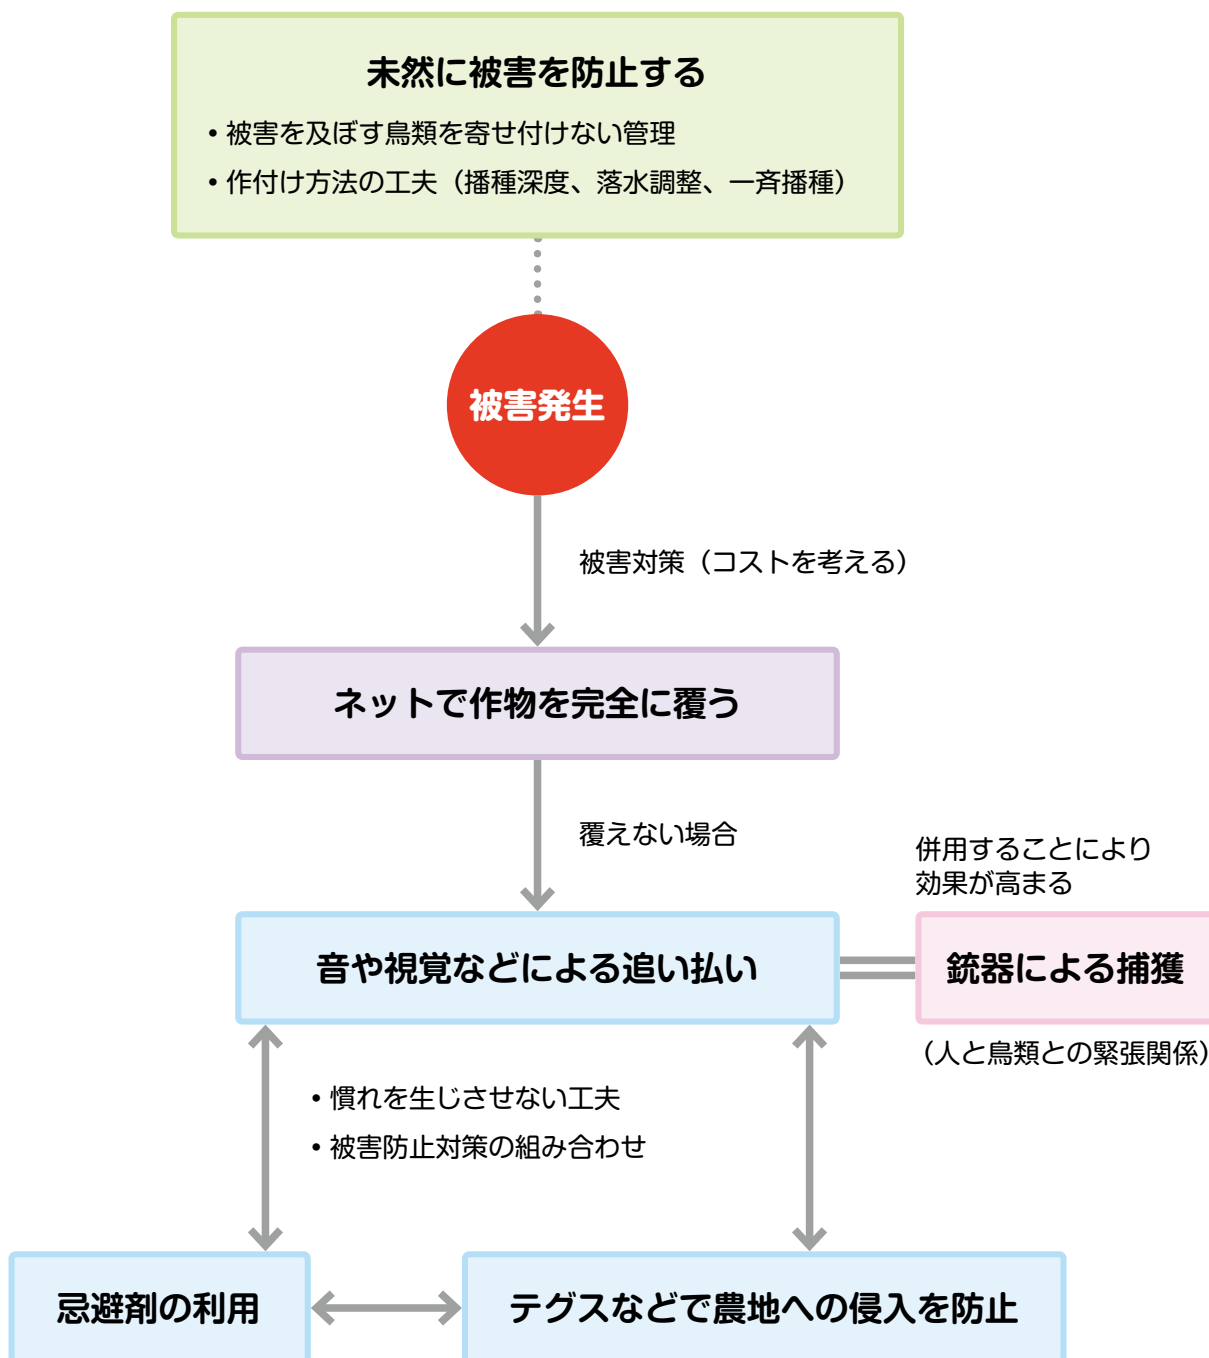 未然に被害を防止する
・被害を及ぼす鳥類を寄せ付けない管理
・作付け方法の工夫（播種深度、落水調整、一斉播種）
被害発生
被害対策（コストを考える）
ネットで作物を完全に覆う
覆えない場合
併用することにより
効果が高まる
音や視覚などによる追い払い
銃器による捕獲
（人と鳥類との緊張関係）
・慣れを生じさせない工夫
・被害防止対策の組み合わせ
忌避剤の利用
テグスなどで農地への侵入を防止